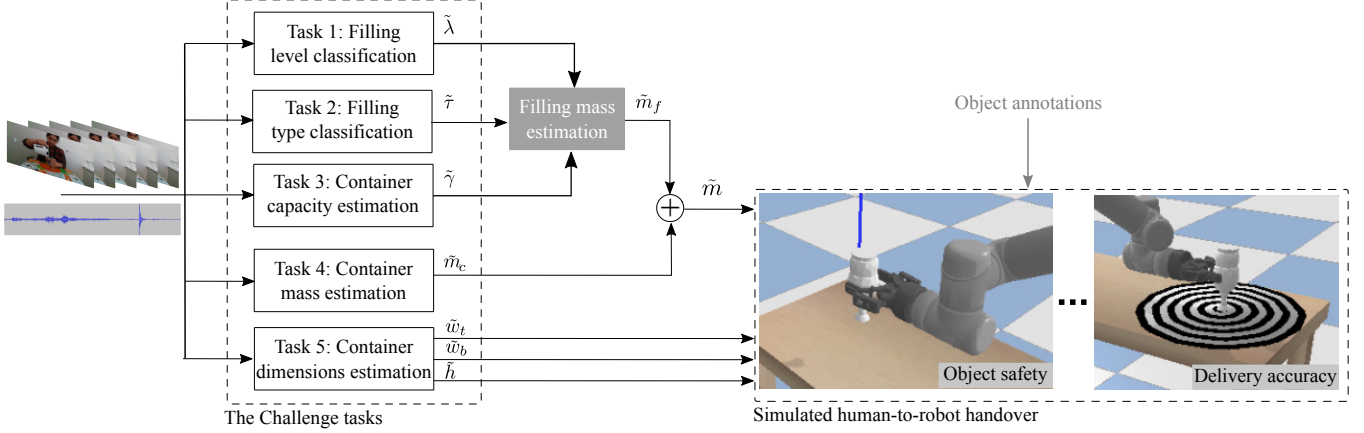 Task 1: Filling
level classification
λ̃
Task 2: Filling
type classification
τ̃
Filling mass
estimation
m̃_f
Task 3: Container
capacity estimation
γ̃
Task 4: Container
mass estimation
m̃_c
+
m̃
Task 5: Container
dimensions estimation
w̃_t
w̃_b
h̃
The Challenge tasks
Object annotations
Object safety
...
Delivery accuracy
Simulated human-to-robot handover